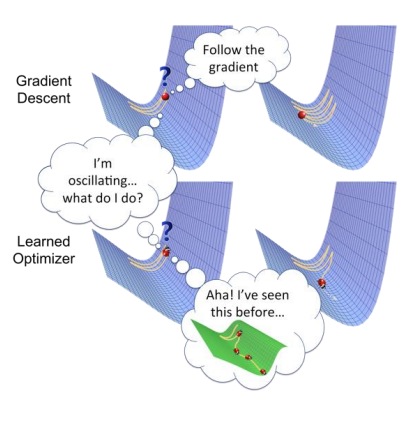 Follow the
gradient
Gradient
Descent
?
I'm
oscillating...
what do I do?
?
Learned
Optimizer
Aha! I've seen
this before...